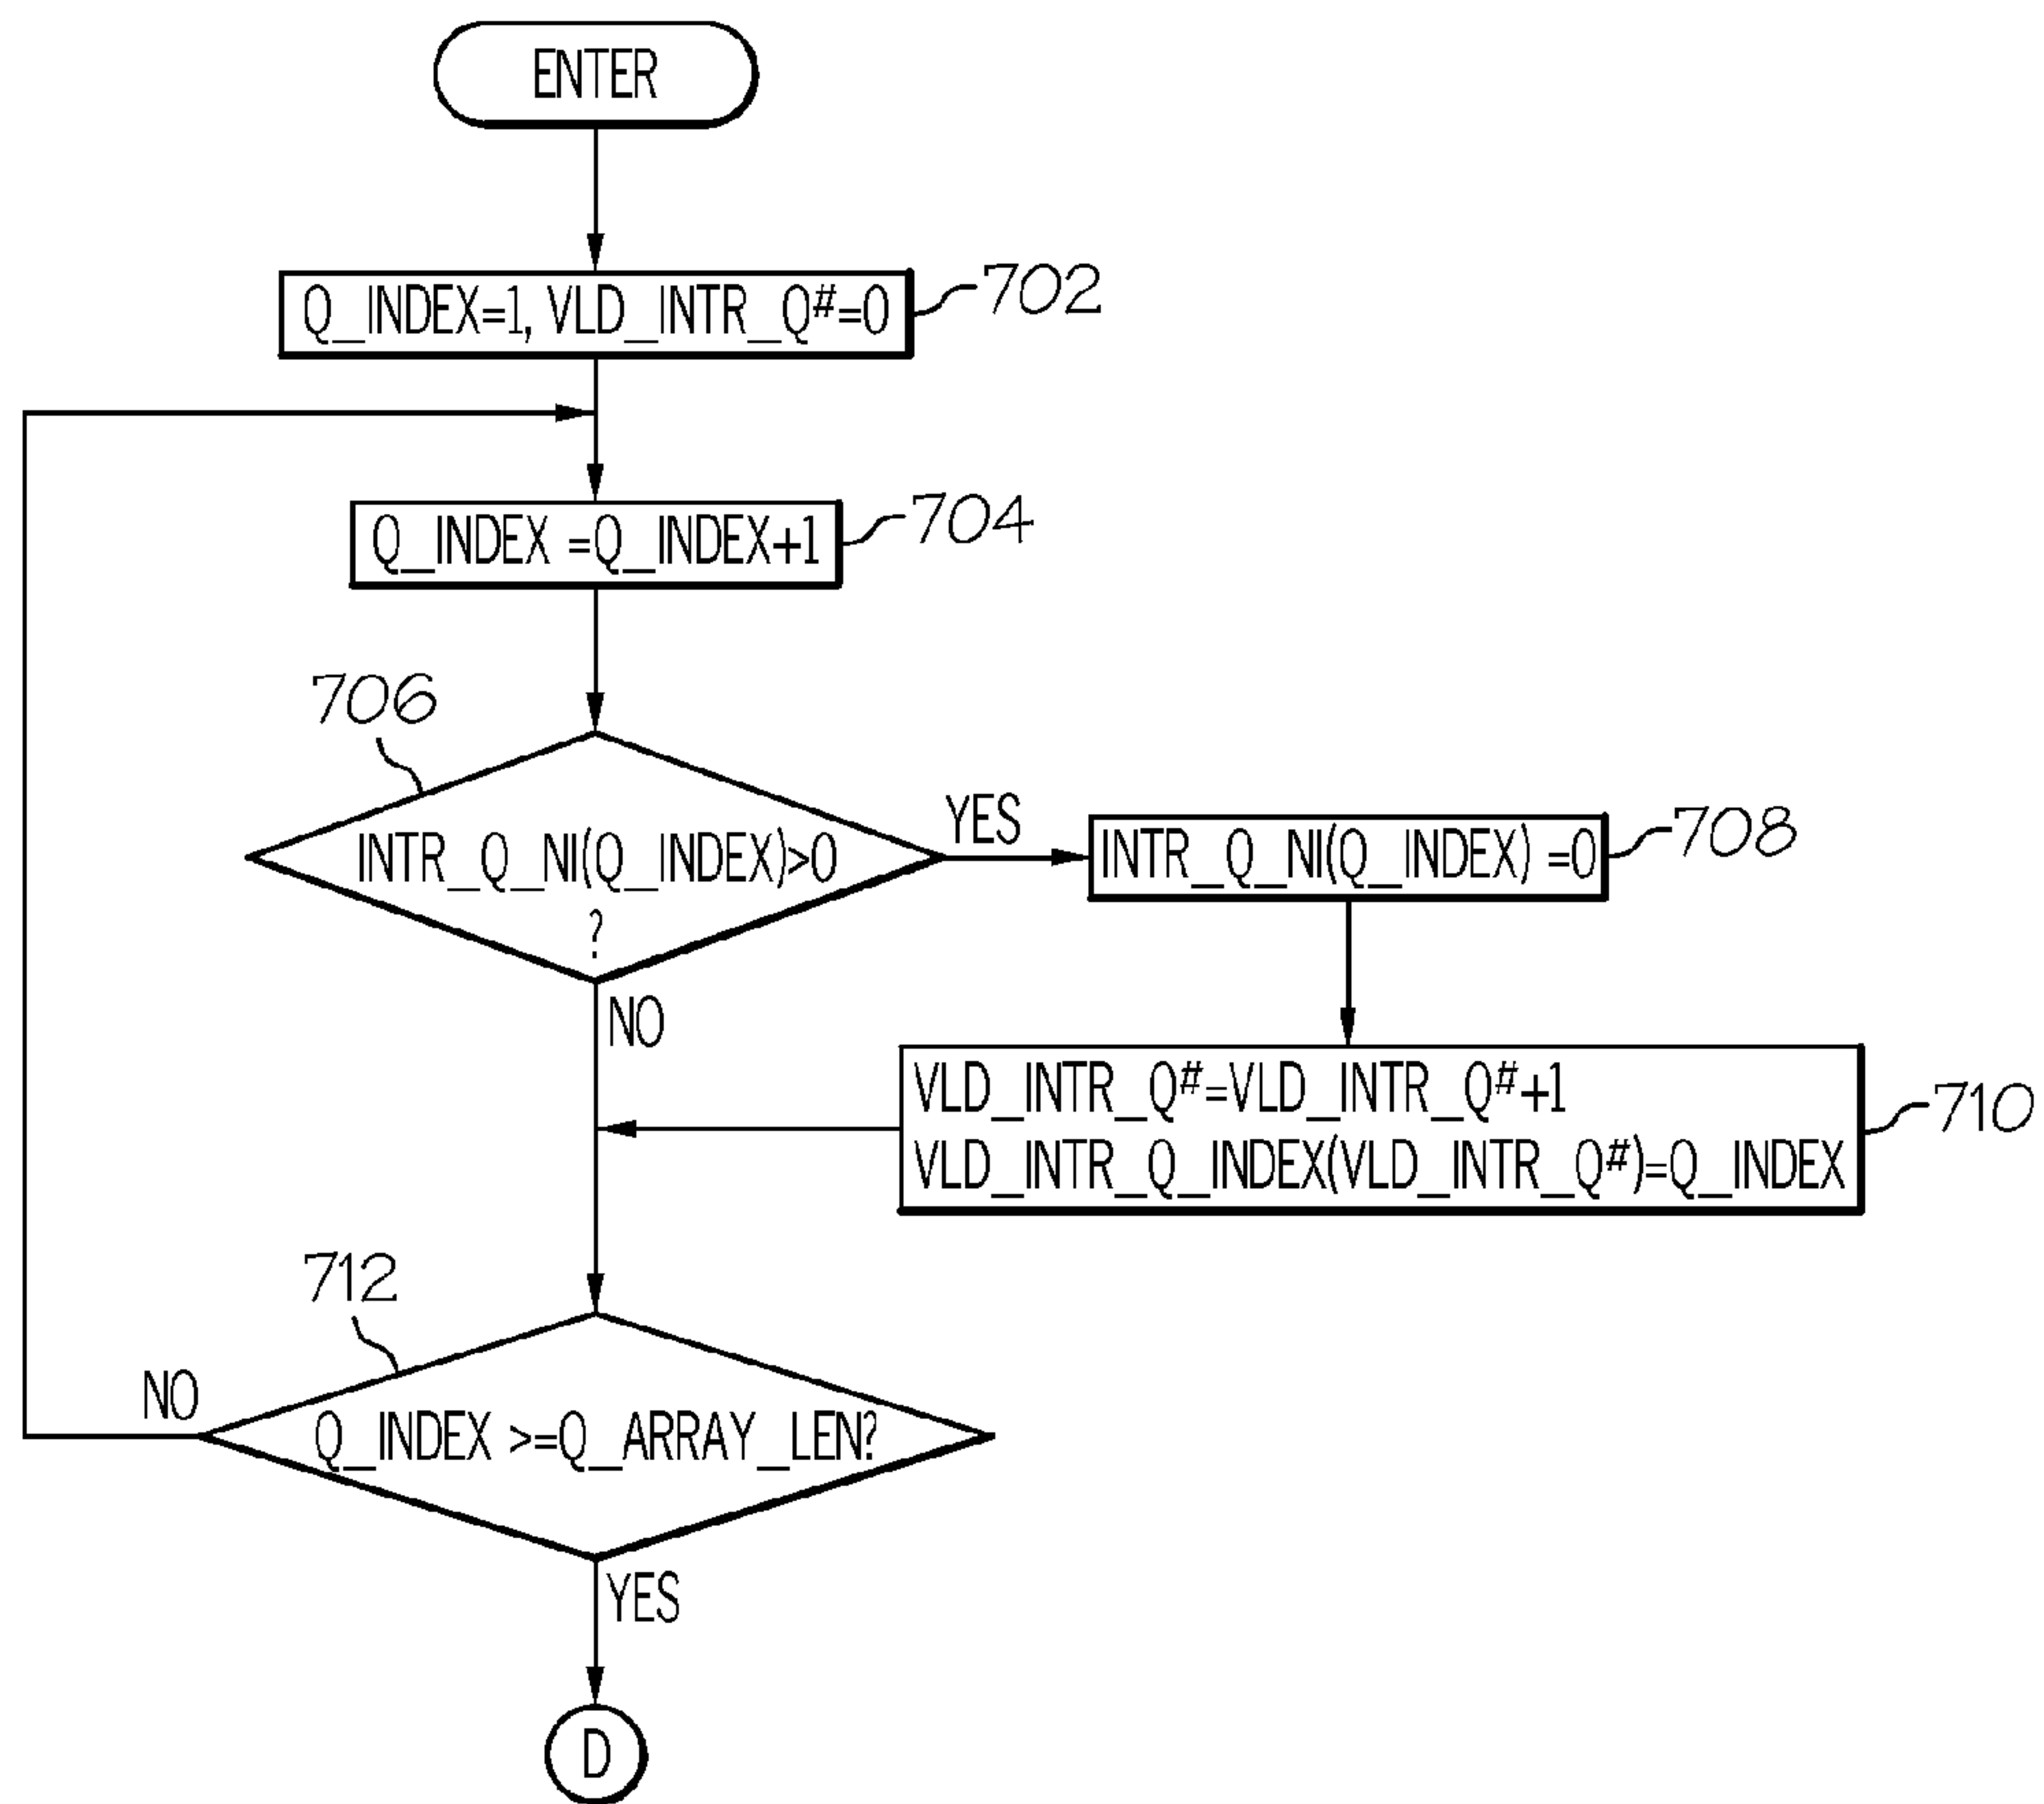 ENTER
Q_INDEX=1, VLD_INTR_Q#=0
702
Q_INDEX =Q_INDEX+1
704
706
INTR_Q_NI(Q_INDEX)>0
?
YES
INTR_Q_NI(Q_INDEX) =0
708
NO
VLD_INTR_Q#=VLD_INTR_Q#+1
VLD_INTR_Q_INDEX(VLD_INTR_Q#)=Q_INDEX
710
712
NO
Q_INDEX >=Q_ARRAY_LEN?
YES
D